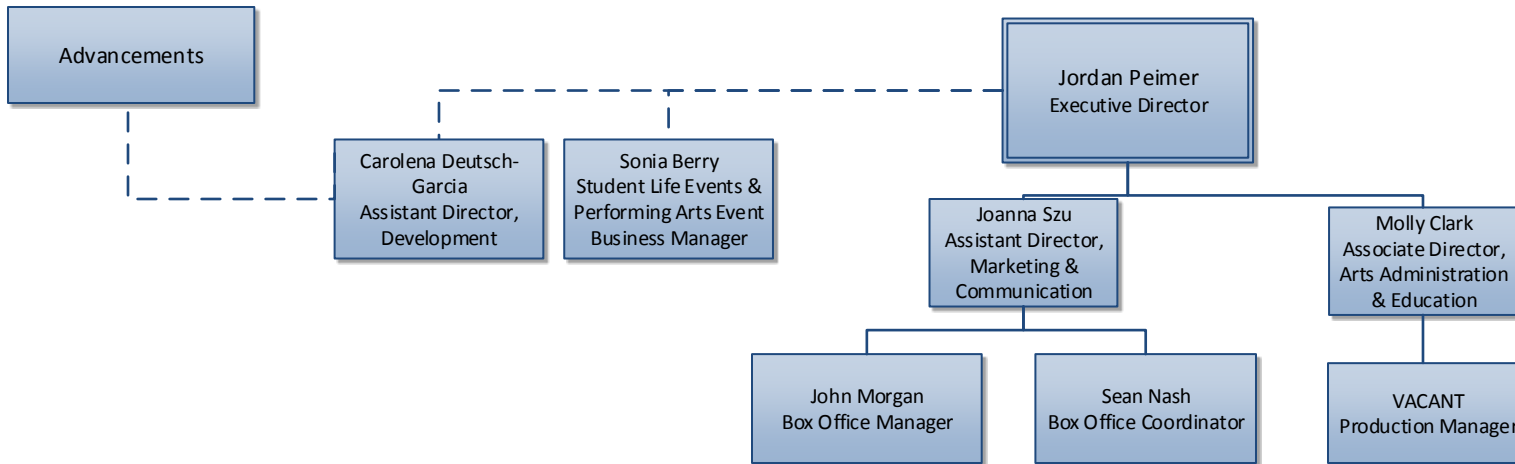 Advancements
Jordan Peimer
Executive Director
Carolena Deutsch-
Garcia
Assistant Director,
Development
Sonia Berry
Student Life Events &
Performing Arts Event
Business Manager
Joanna Szu
Assistant Director,
Marketing &
Communication
Molly Clark
Associate Director,
Arts Administration
& Education
John Morgan
Box Office Manager
Sean Nash
Box Office Coordinator
VACANT
Production Manager